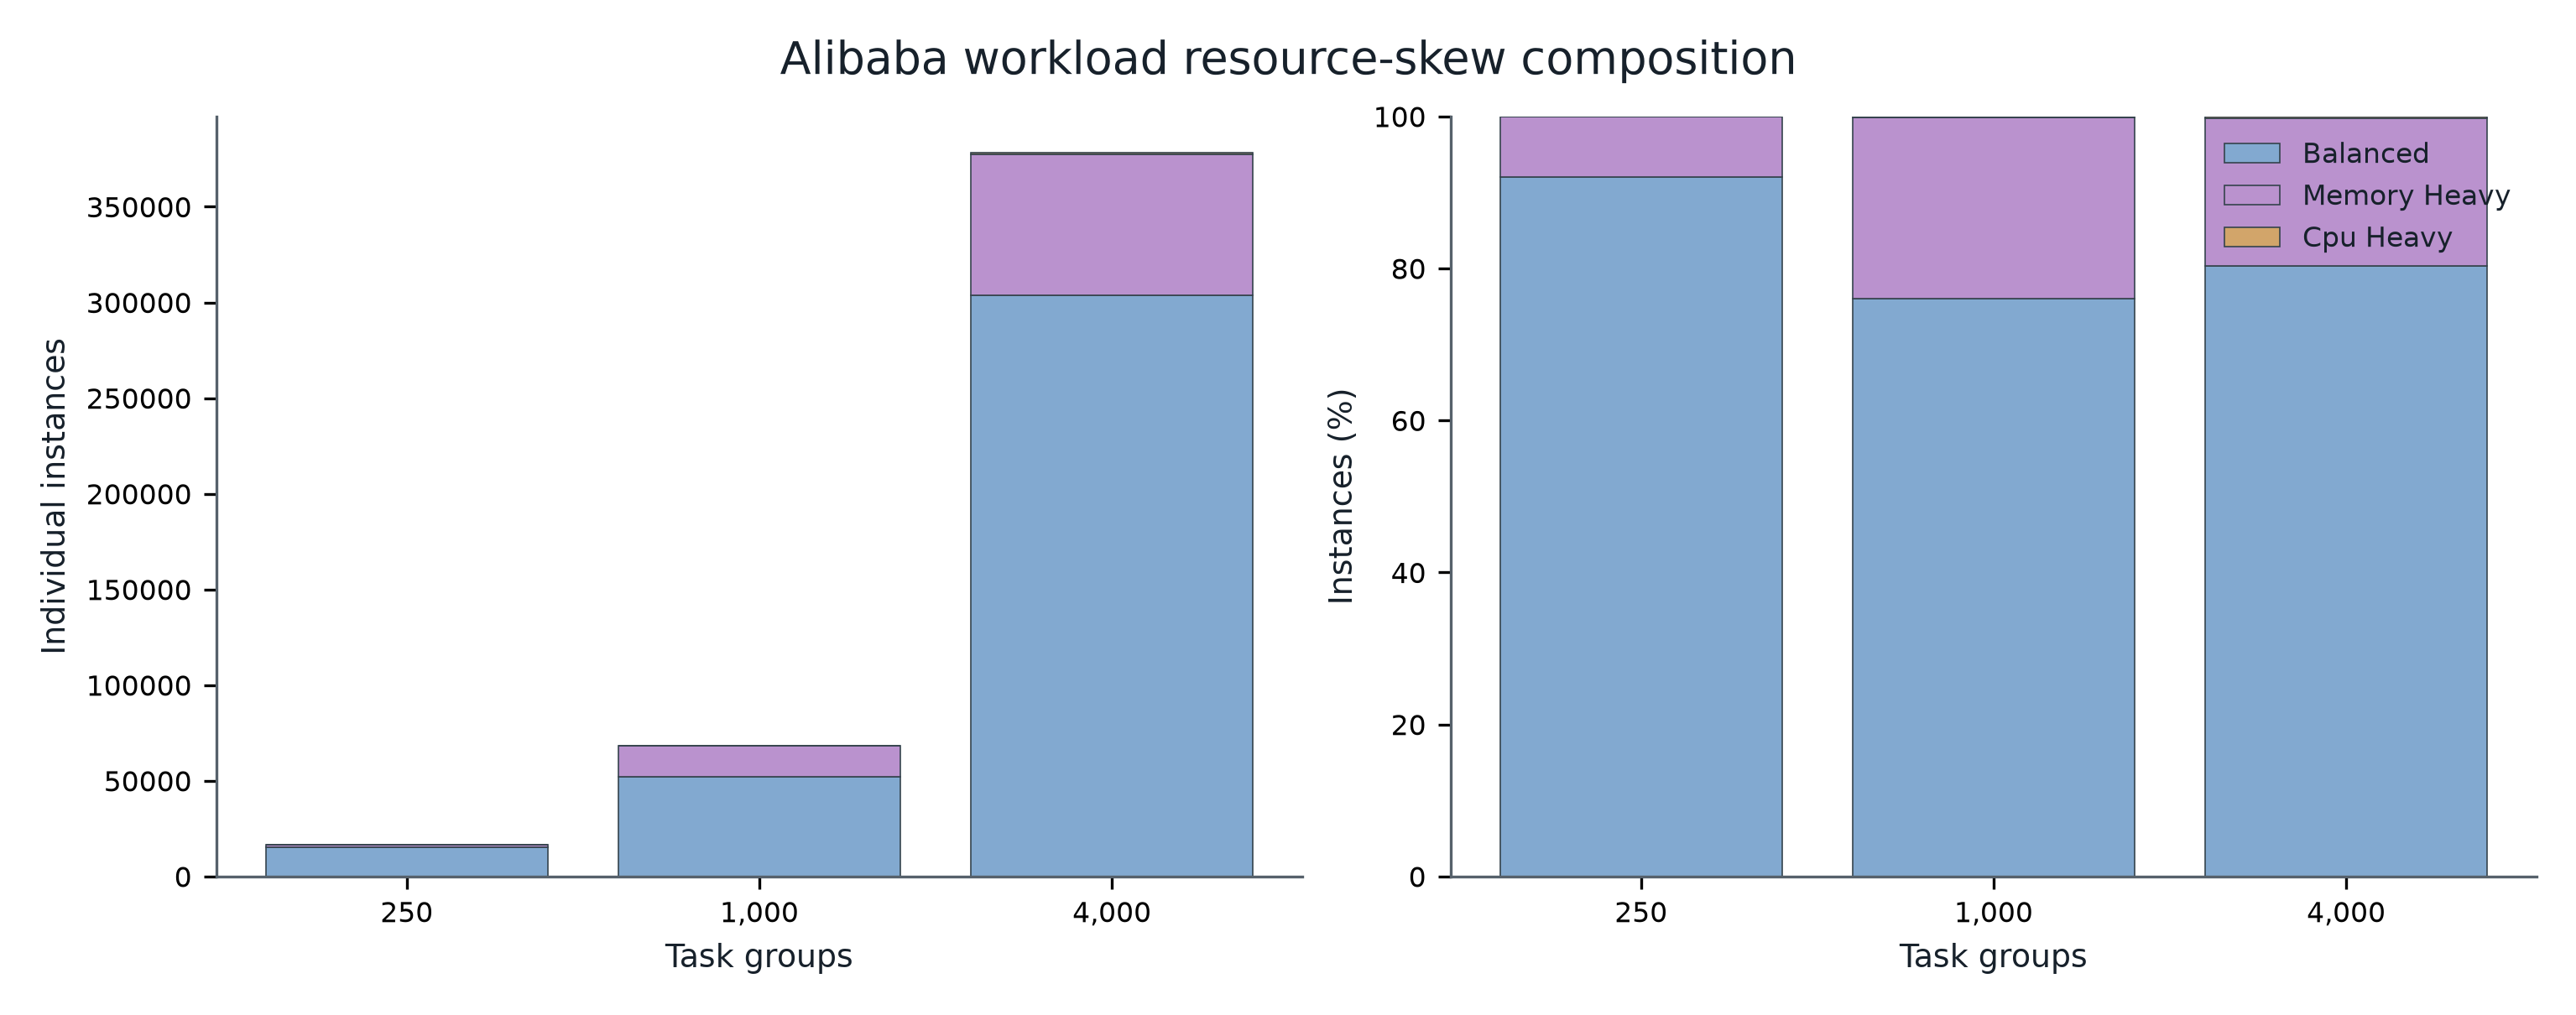 Alibaba workload resource-skew composition
Individual instances
350000
300000
250000
200000
150000
100000
50000
0
250
1,000
4,000
Task groups
Instances (%)
100
80
60
40
20
0
250
1,000
4,000
Task groups
Balanced
Memory Heavy
Cpu Heavy